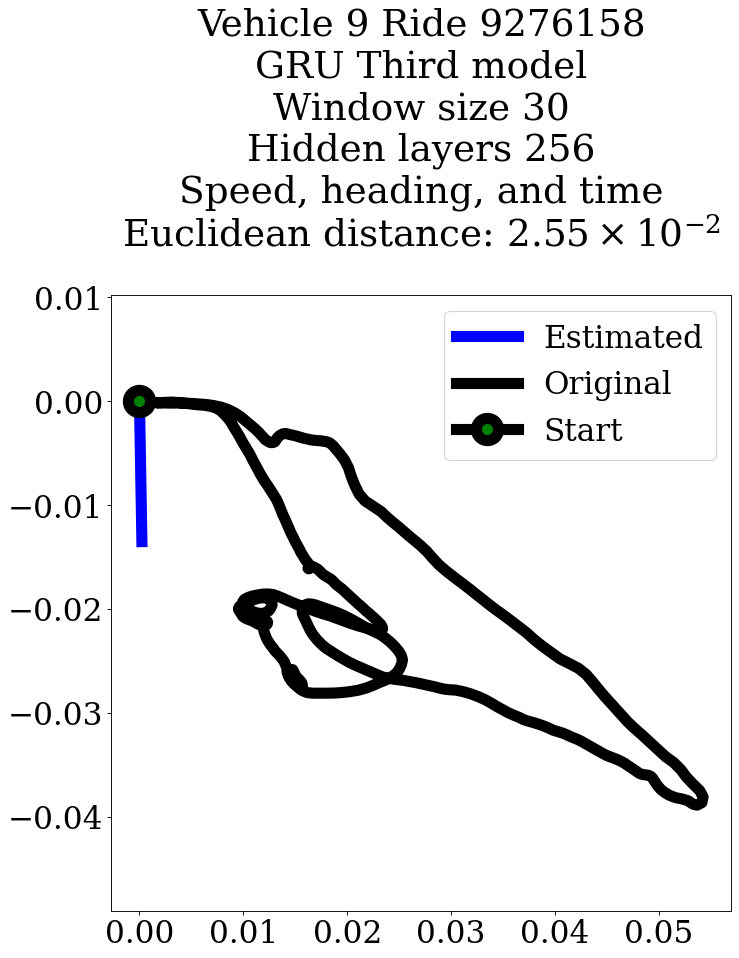 Vehicle 9 Ride 9276158
GRU Third model
Window size 30
Hidden layers 256
Speed, heading, and time
Euclidean distance: 2.55 × 10⁻²
0.01
0.00
−0.01
−0.02
−0.03
−0.04
Estimated
Original
Start
0.00 0.01 0.02 0.03 0.04 0.05